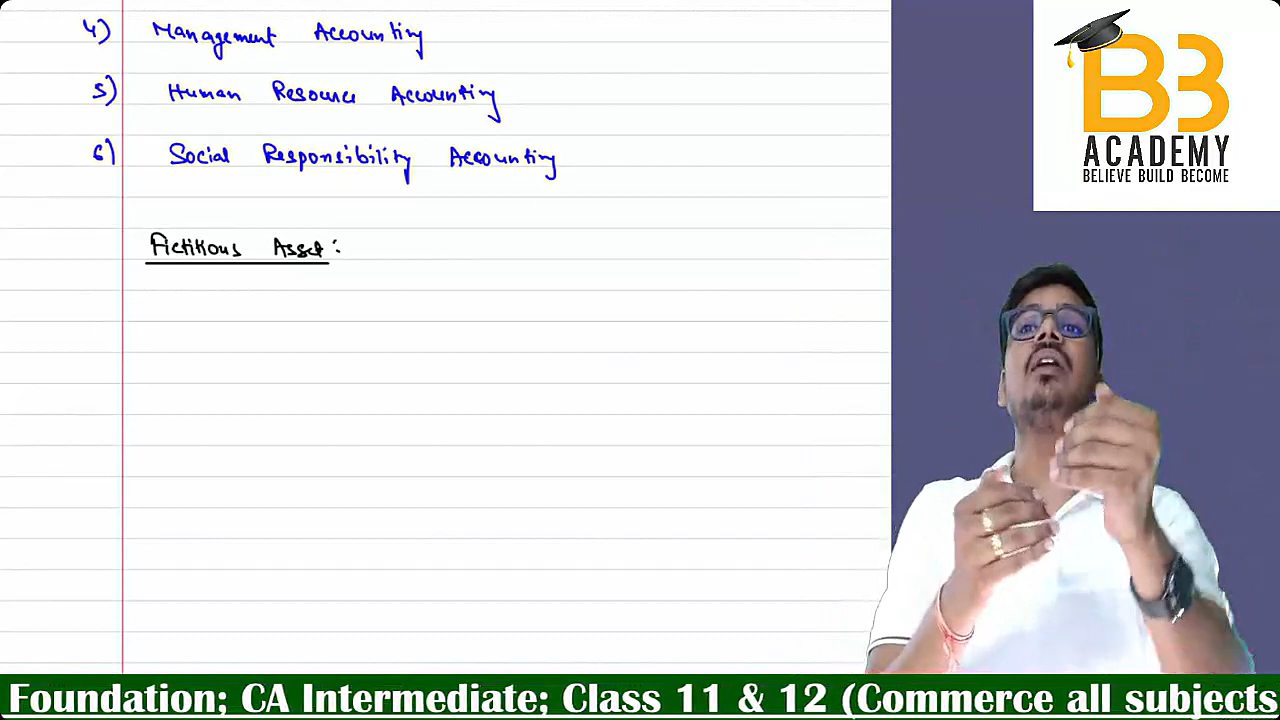 4) Management Accounting
5) Human Resource Accounting
6) Social Responsibility Accounting
Fictitious Asset:
B3
ACADEMY
BELIEVE BUILD BECOME
Foundation; CA Intermediate; Class 11 & 12 (Commerce all subjects